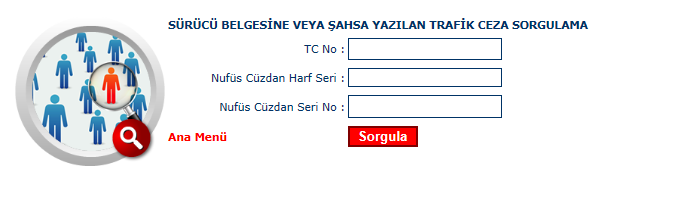 SÜRÜCÜ BELGESİNE VEYA ŞAHSA YAZILAN TRAFİK CEZA SORGULAMA
TC No :
Nufüs Cüzdan Harf Seri :
Nufüs Cüzdan Seri No :
Ana Menü Sorgula